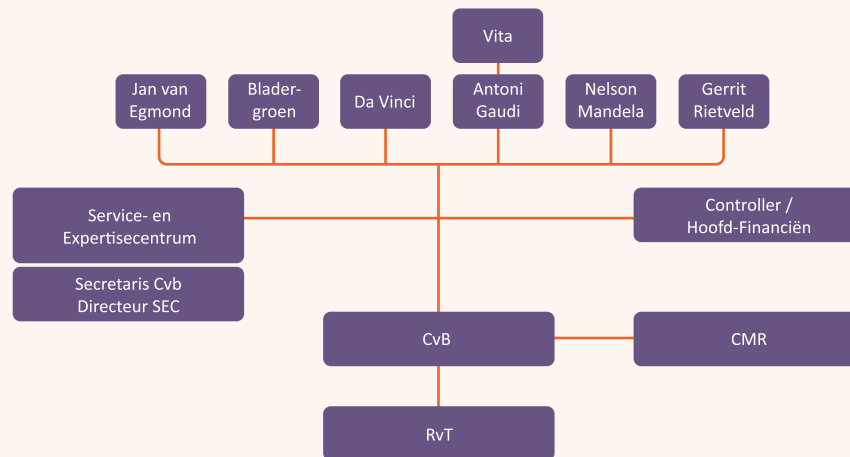 Vita
Jan van
Egmond
Blader-
groen
Da Vinci
Antoni
Gaudi
Nelson
Mandela
Gerrit
Rietveld
Service- en
Expertisecentrum
Controller /
Hoofd-Financiën
Secretaris Cvb
Directeur SEC
CvB
CMR
RvT